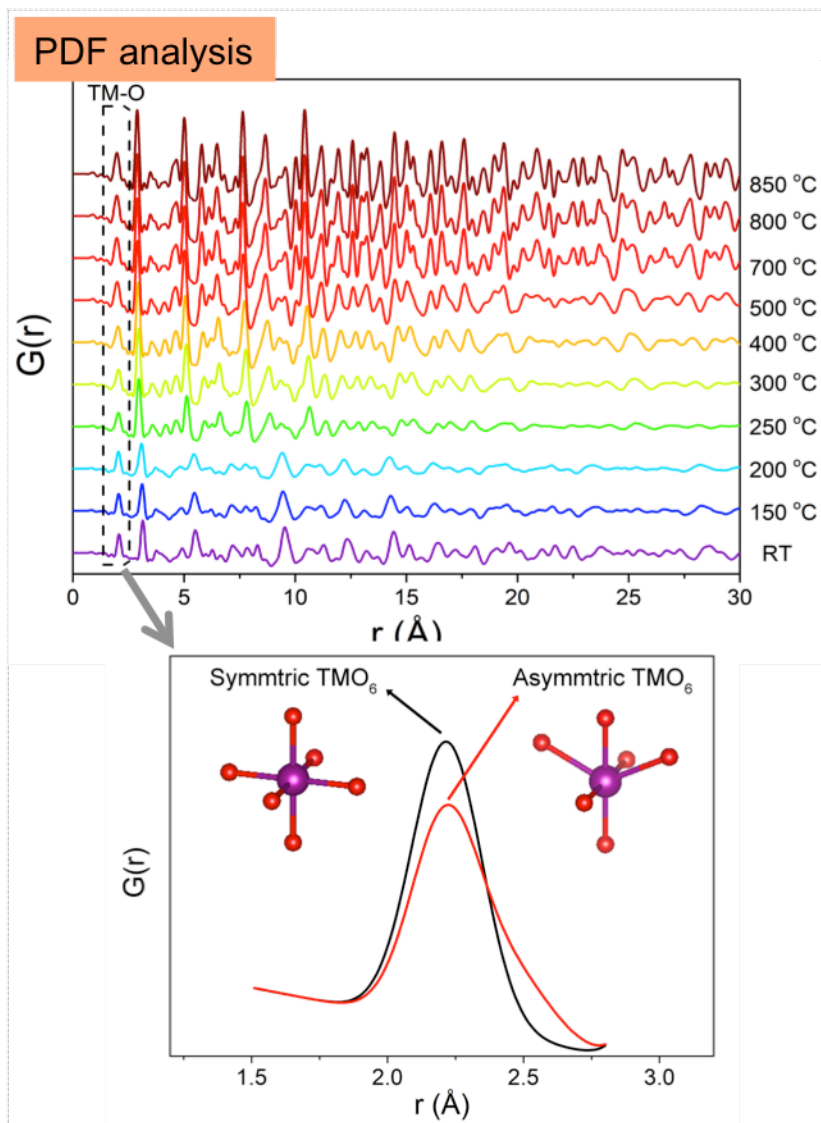 PDF analysis
TM-O
G(r)
850 °C
800 °C
700 °C
500 °C
400 °C
300 °C
250 °C
200 °C
150 °C
RT
0 5 10 15 20 25 30
r (Å)
Symmtric TMO₆ Asymmtric TMO₆
G(r)
1.5 2.0 2.5 3.0
r (Å)